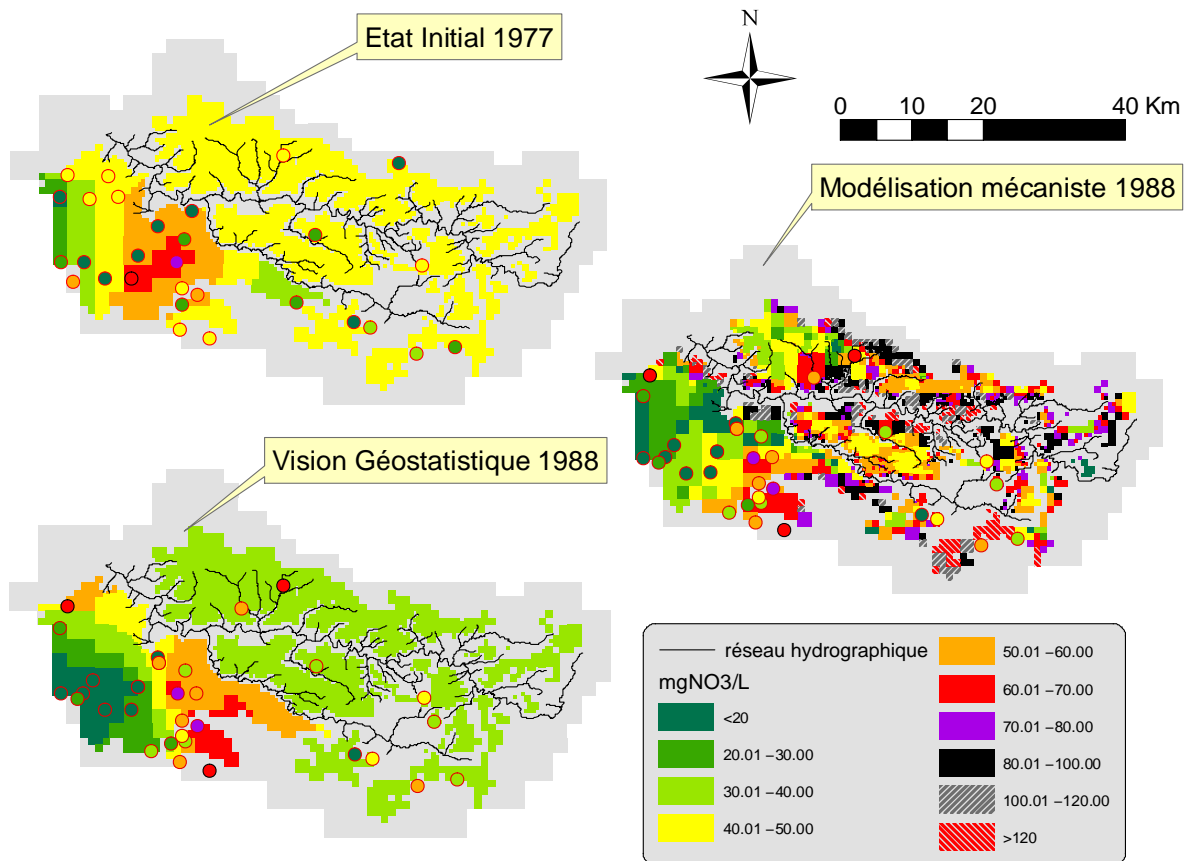 Etat Initial 1977
N
0 10 20 40 Km
Modélisation mécaniste 1988
Vision Géostatistique 1988
réseau hydrographique
mgNO3/L
<20
20.01 −30.00
30.01 −40.00
40.01 −50.00
50.01 −60.00
60.01 −70.00
70.01 −80.00
80.01 −100.00
100.01 −120.00
>120